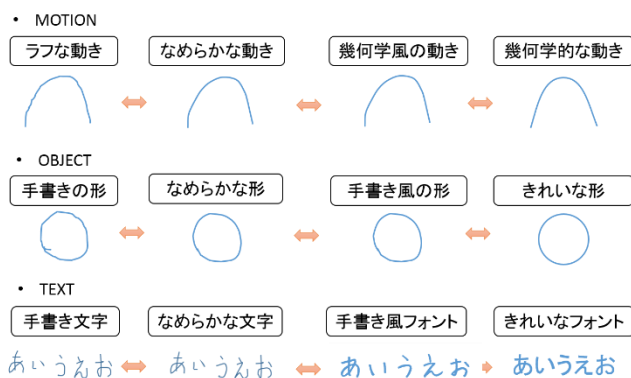 • MOTION
ラフな動き なめらかな動き 幾何学風の動き 幾何学的な動き
• OBJECT
手書きの形 なめらかな形 手書き風の形 きれいな形
• TEXT
手書き文字 なめらかな文字 手書き風フォント きれいなフォント
あいうえお あいうえお あいうえお あいうえお